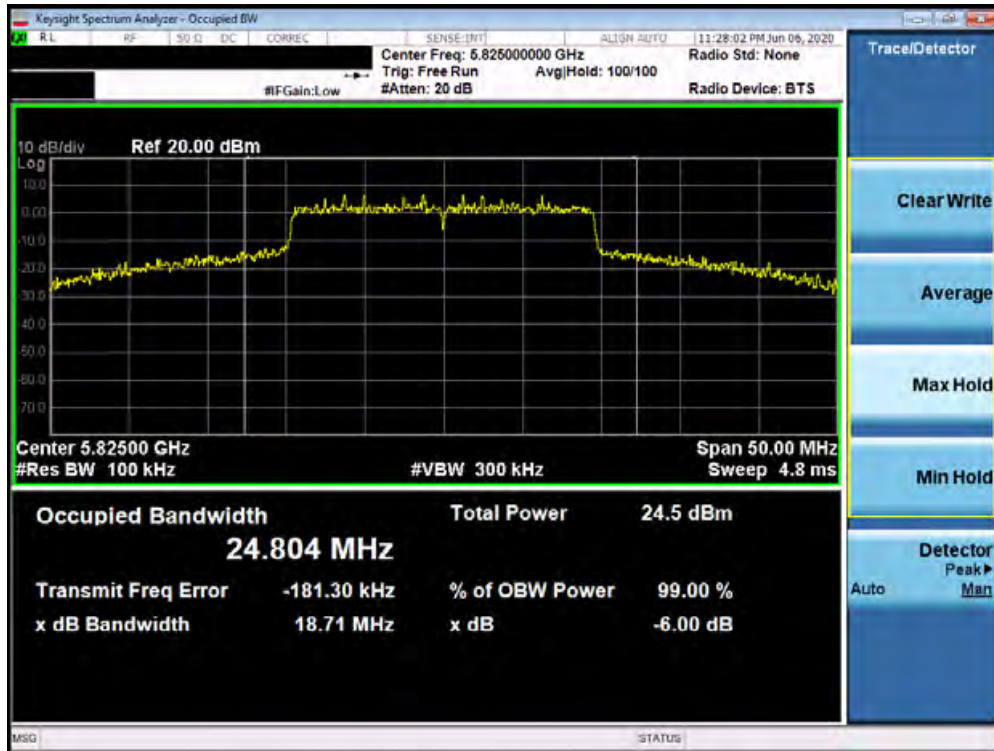 Keysight Spectrum Analyzer - Occupied BW
RL RF 50 Ω DC CORREC SENSE:INT ALIGN AUTO 11:28:02 PM Jun 06, 2020
Center Freq: 5.825000000 GHz Radio Std: None
Trig: Free Run Avg|Hold: 100/100
#IFGain:Low #Atten: 20 dB Radio Device: BTS
Trace/Detector
10 dB/div Ref 20.00 dBm
Log
10.0
0.00
-10.0
-20.0
-30.0
-40.0
-50.0
-60.0
-70.0
Center 5.82500 GHz Span 50.00 MHz
#Res BW 100 kHz #VBW 300 kHz Sweep 4.8 ms
Occupied Bandwidth Total Power 24.5 dBm
24.804 MHz
Transmit Freq Error -181.30 kHz % of OBW Power 99.00 %
x dB Bandwidth 18.71 MHz x dB -6.00 dB
Clear Write
Average
Max Hold
Min Hold
Detector
Peak▶
Auto Man
MSG STATUS